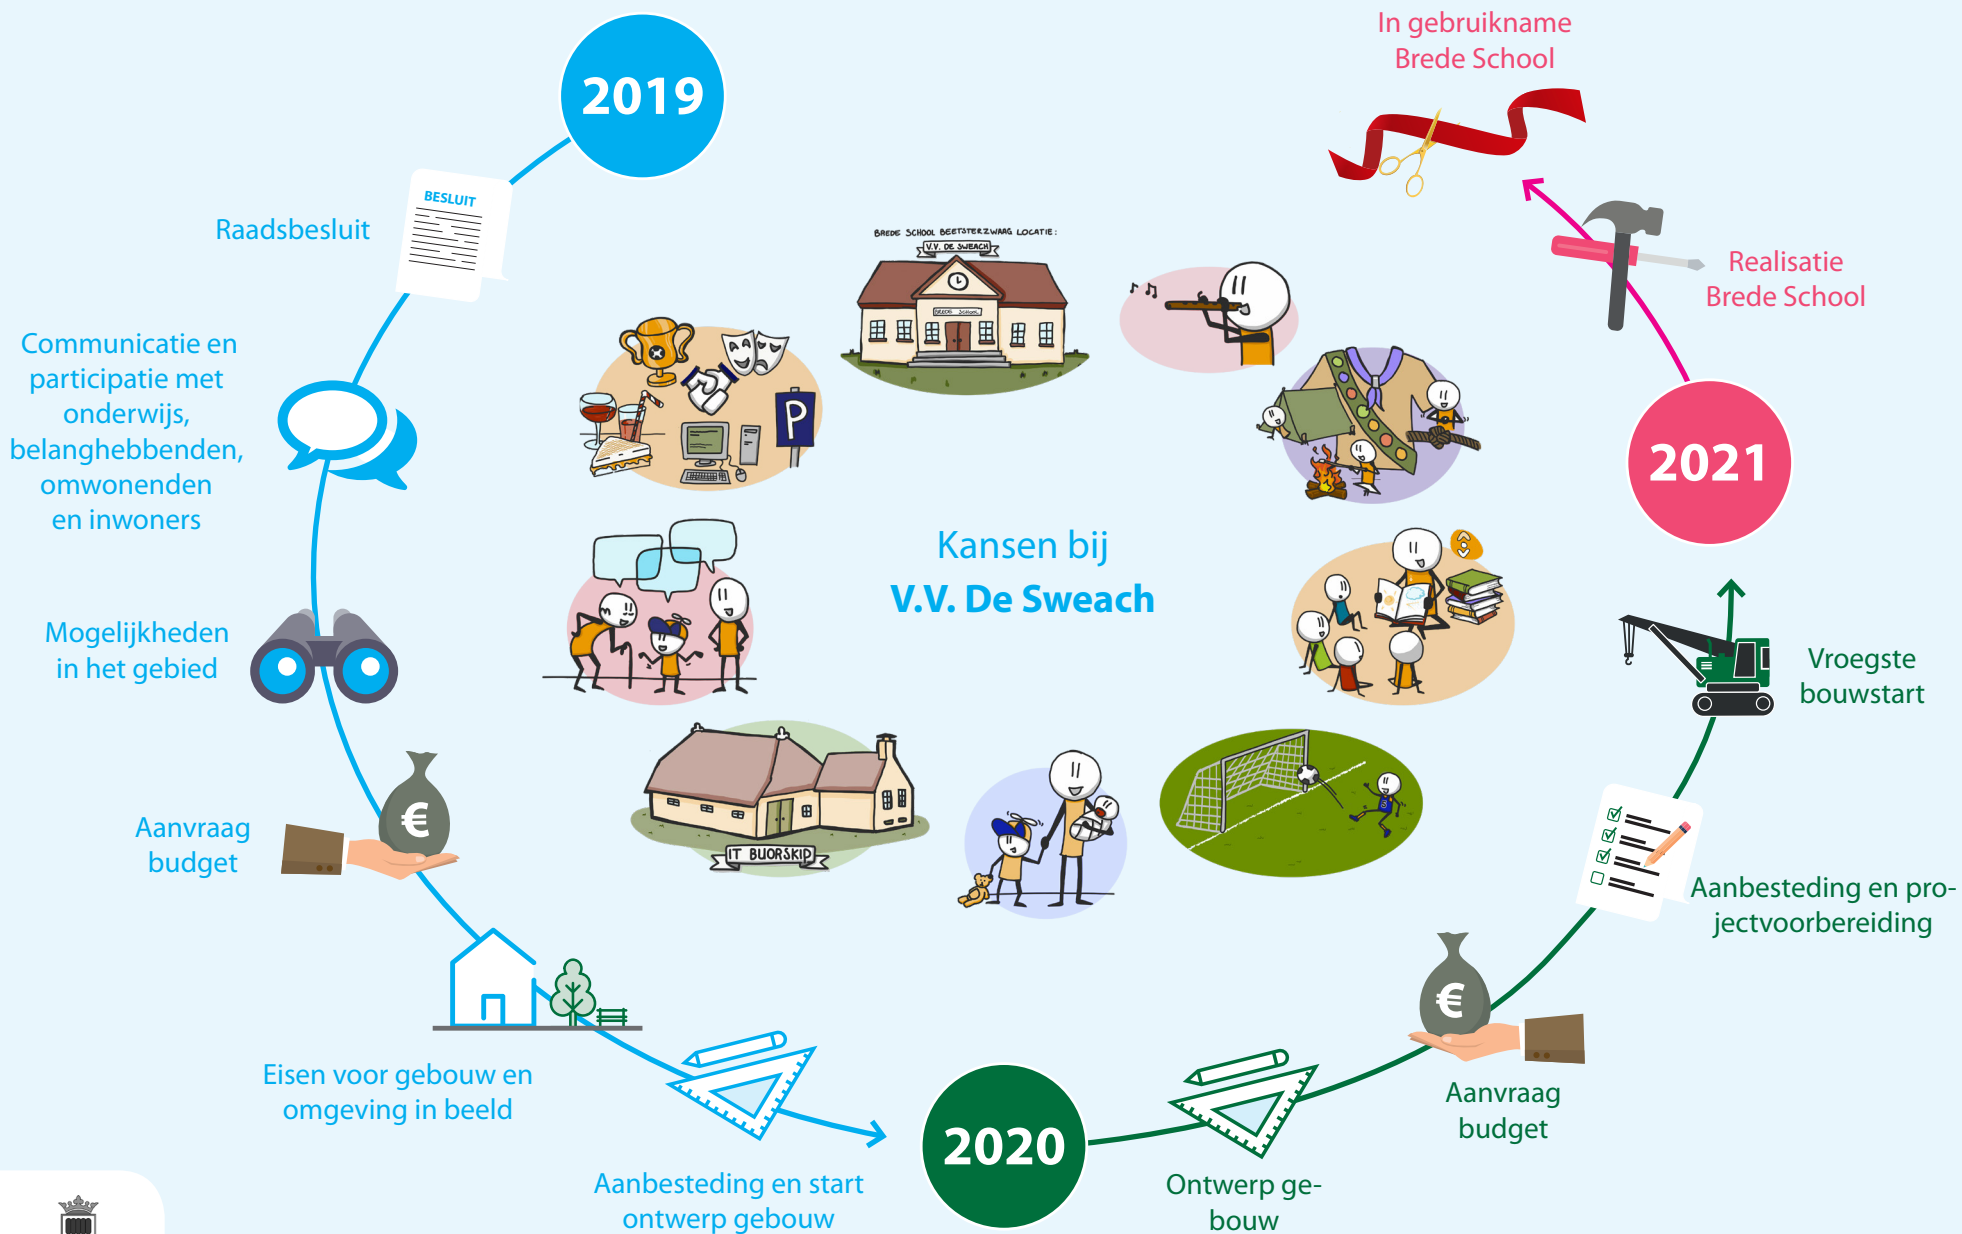 2019
BESLUIT
Raadsbesluit
Communicatie en
participatie met
onderwijs,
belanghebbenden,
omwonenden
en inwoners
Mogelijkheden
in het gebied
€
Aanvraag
budget
Eisen voor gebouw en
omgeving in beeld
Aanbesteding en start
ontwerp gebouw
2020
Ontwerp ge-
bouw
€
Aanvraag
budget
Aanbesteding en pro-
jectvoorbereiding
Vroegste
bouwstart
2021
Realisatie
Brede School
In gebruikname
Brede School
BREDE SCHOOL BEETSTERZWAAG LOCATIE:
V.V. DE SWEACH
BREDE SCHOOL
P
Kansen bij
V.V. De Sweach
IT BUORSKIP
3